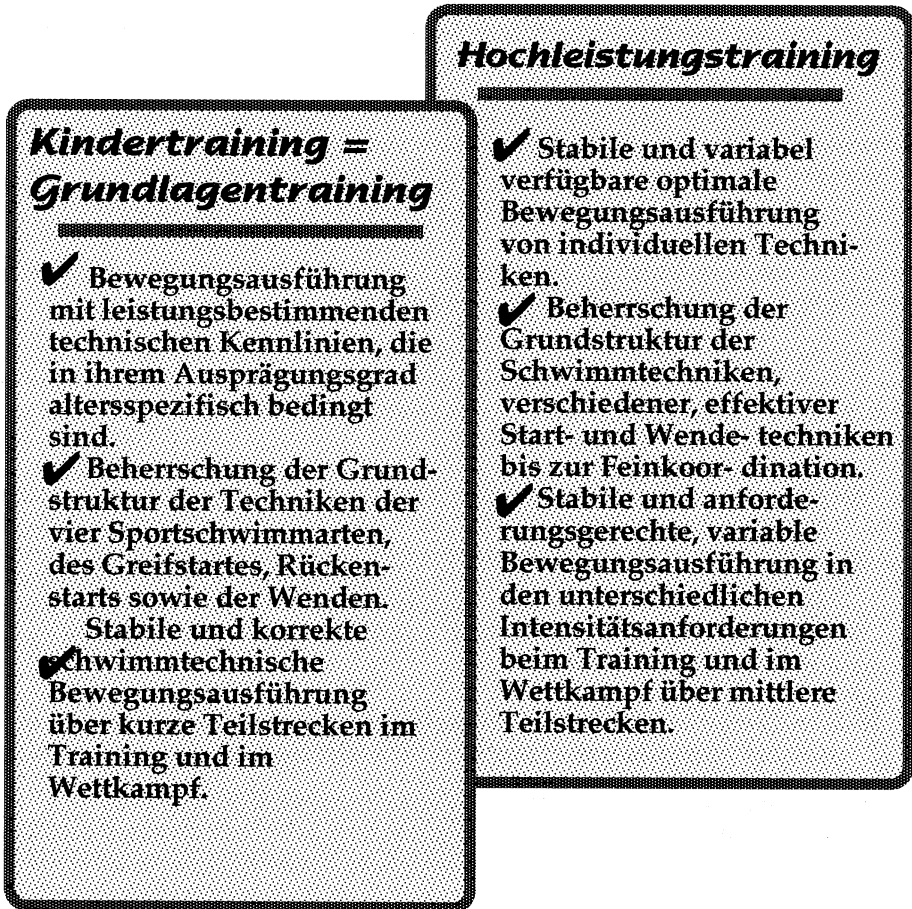 Kindertraining =
Grundlagentraining
✔ Bewegungsausführung
mit leistungsbestimmenden
technischen Kennlinien, die
in ihrem Ausprägungsgrad
altersspezifisch bedingt
sind.
✔ Beherrschung der Grund-
struktur der Techniken der
vier Sportschwimmarten,
des Greifstartes, Rücken-
starts sowie der Wenden.
Stabile und korrekte
✔ schwimmtechnische
Bewegungsausführung
über kurze Teilstrecken im
Training und im
Wettkampf.
Hochleistungstraining
✔ Stabile und variabel
verfügbare optimale
Bewegungsausführung
von individuellen Techni-
ken.
✔ Beherrschung der
Grundstruktur der
Schwimmtechniken,
verschiedener, effektiver
Start- und Wende- techniken
bis zur Feinkoor- dination.
✔ Stabile und anforde-
rungsgerechte, variable
Bewegungsausführung in
den unterschiedlichen
Intensitätsanforderungen
beim Training und im
Wettkampf über mittlere
Teilstrecken.